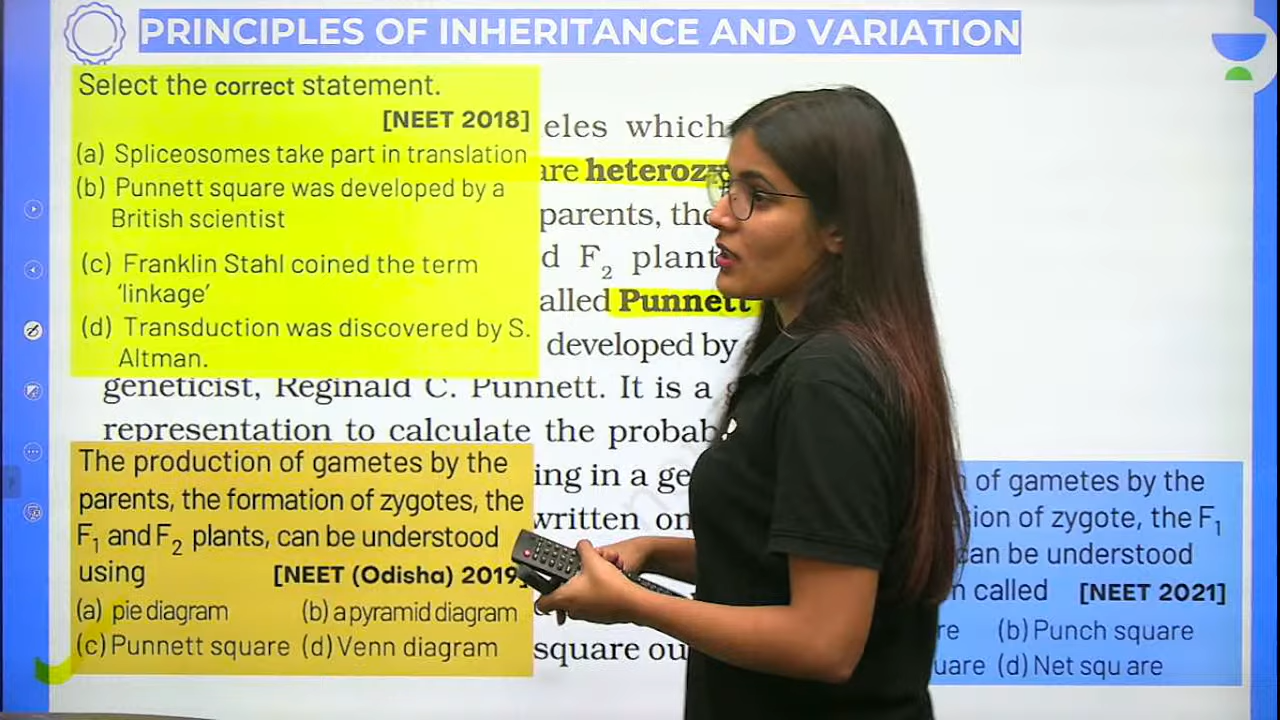 PRINCIPLES OF INHERITANCE AND VARIATION
Select the correct statement.
[NEET 2018]
(a) Spliceosomes take part in translation
(b) Punnett square was developed by a
British scientist
(c) Franklin Stahl coined the term
'linkage'
(d) Transduction was discovered by S.
Altman.
eles which
are heteroz
parents, the
d F2 plant
alled Punnett
developed by
geneticist, Reginald C. Punnett. It is a
representation to calculate the probab
ing in a ge
written on
square ou
The production of gametes by the
parents, the formation of zygotes, the
F1 and F2 plants, can be understood
using [NEET (Odisha) 2019]
(a) pie diagram (b) a pyramid diagram
(c) Punnett square (d) Venn diagram
of gametes by the
ion of zygote, the F1
can be understood
n called [NEET 2021]
re (b) Punch square
uare (d) Net squ are